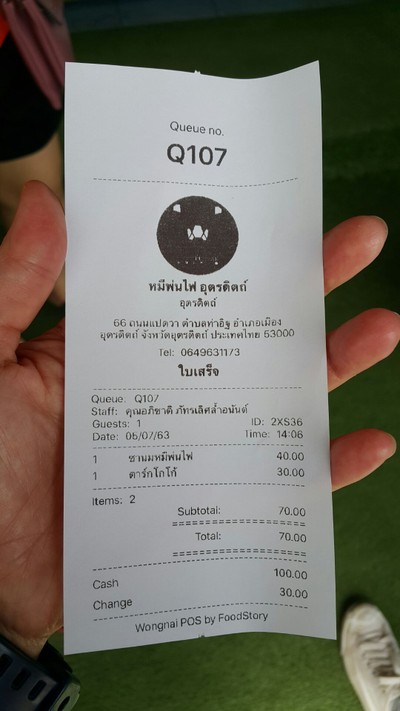 Queue no.
Q107
หมีพ่นไฟ อุตรดิตถ์
อุตรดิตถ์
66 ถนนแปดวา ตำบลท่าอิฐ อำเภอเมือง
อุตรดิตถ์ จังหวัดอุตรดิตถ์ ประเทศไทย 53000
Tel: 0649631173
ใบเสร็จ
Queue: Q107
Staff: คุณอภิชาติ ภัทรเลิศล้ำอนันต์
Guests: 1 ID: 2XS36
Date: 05/07/63 Time: 14:06
1 ชานมหมีพ่นไฟ 40.00
1 ดาร์กโกโก้ 30.00
Items: 2
Subtotal: 70.00
Total: 70.00
Cash 100.00
Change 30.00
Wongnai POS by FoodStory